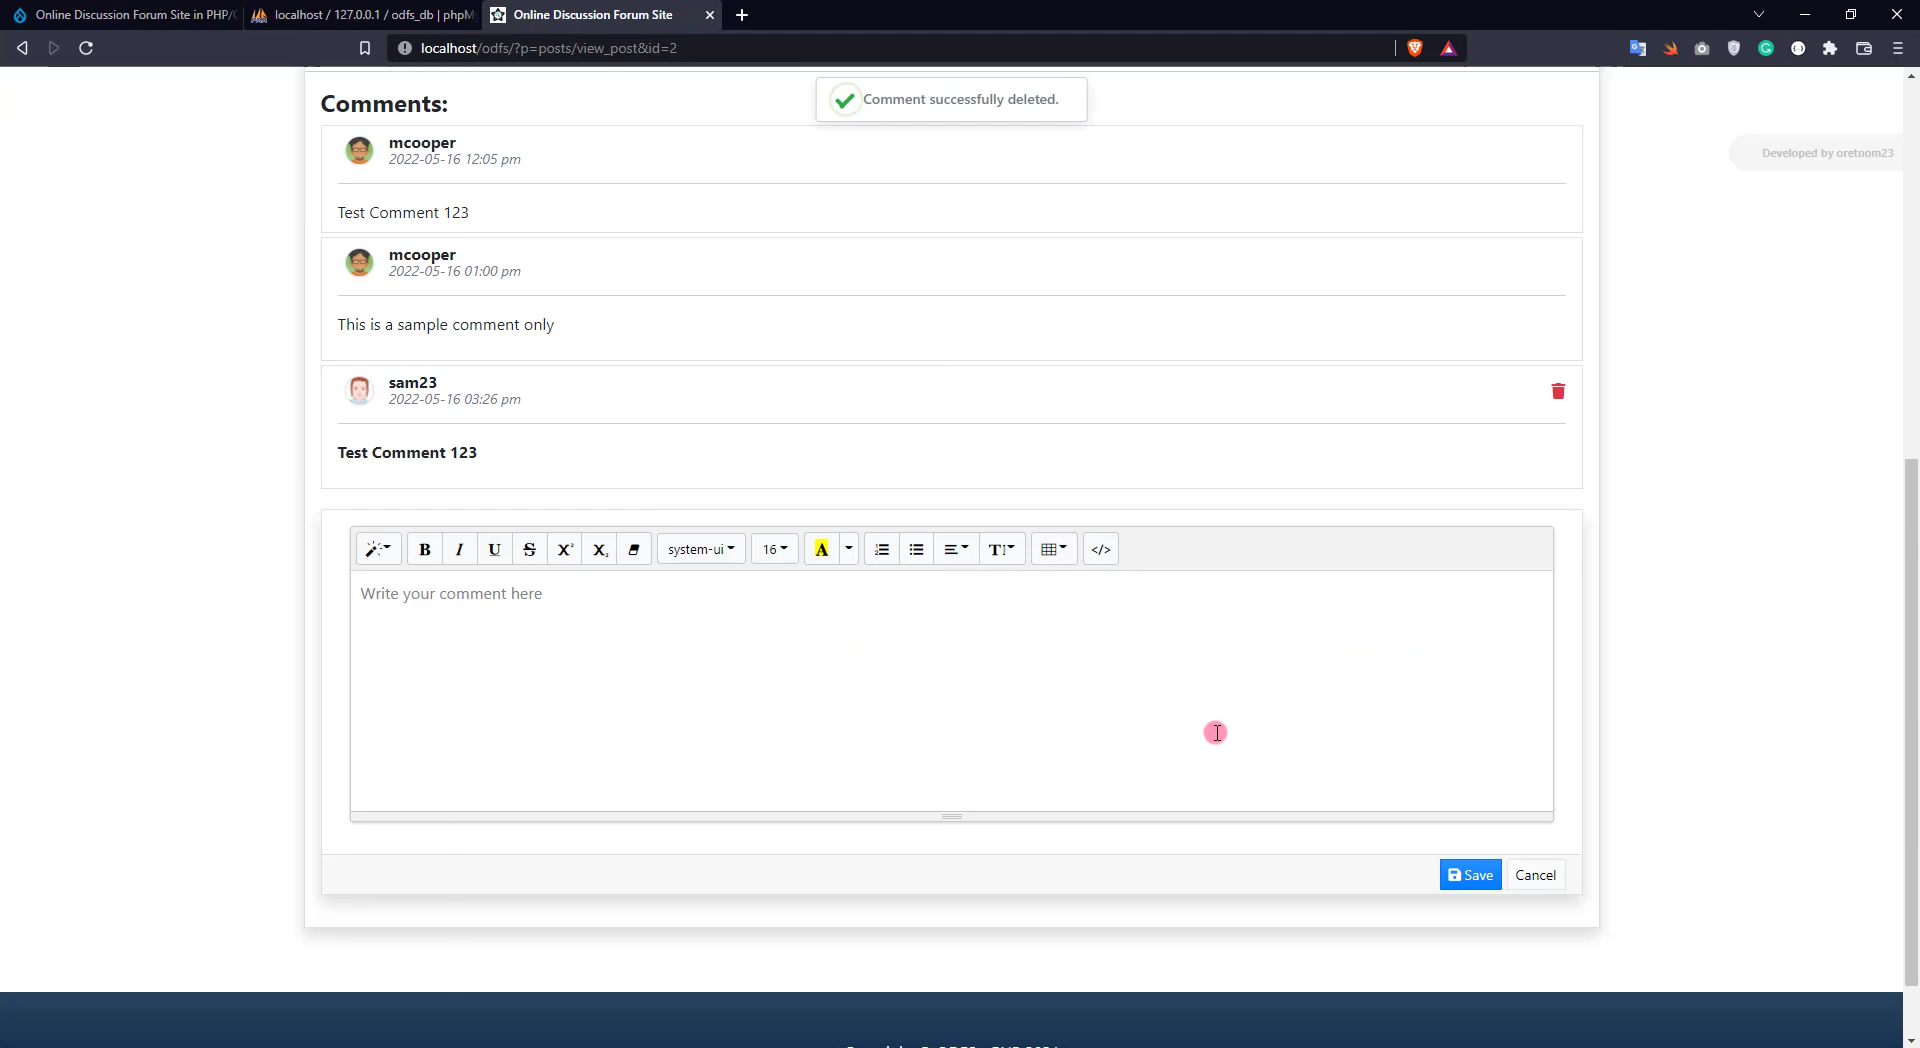 Online Discussion Forum Site in PHP/
localhost / 127.0.0.1 / odfs_db | phpM
Online Discussion Forum Site
localhost/odfs/?p=posts/view_post&id=2
Comments:
Comment successfully deleted.
Developed by oretnom23
mcooper
2022-05-16 12:05 pm
Test Comment 123
mcooper
2022-05-16 01:00 pm
This is a sample comment only
sam23
2022-05-16 03:26 pm
Test Comment 123
B I U S X² X₂ system-ui 16 A TI </>
Write your comment here
Save Cancel